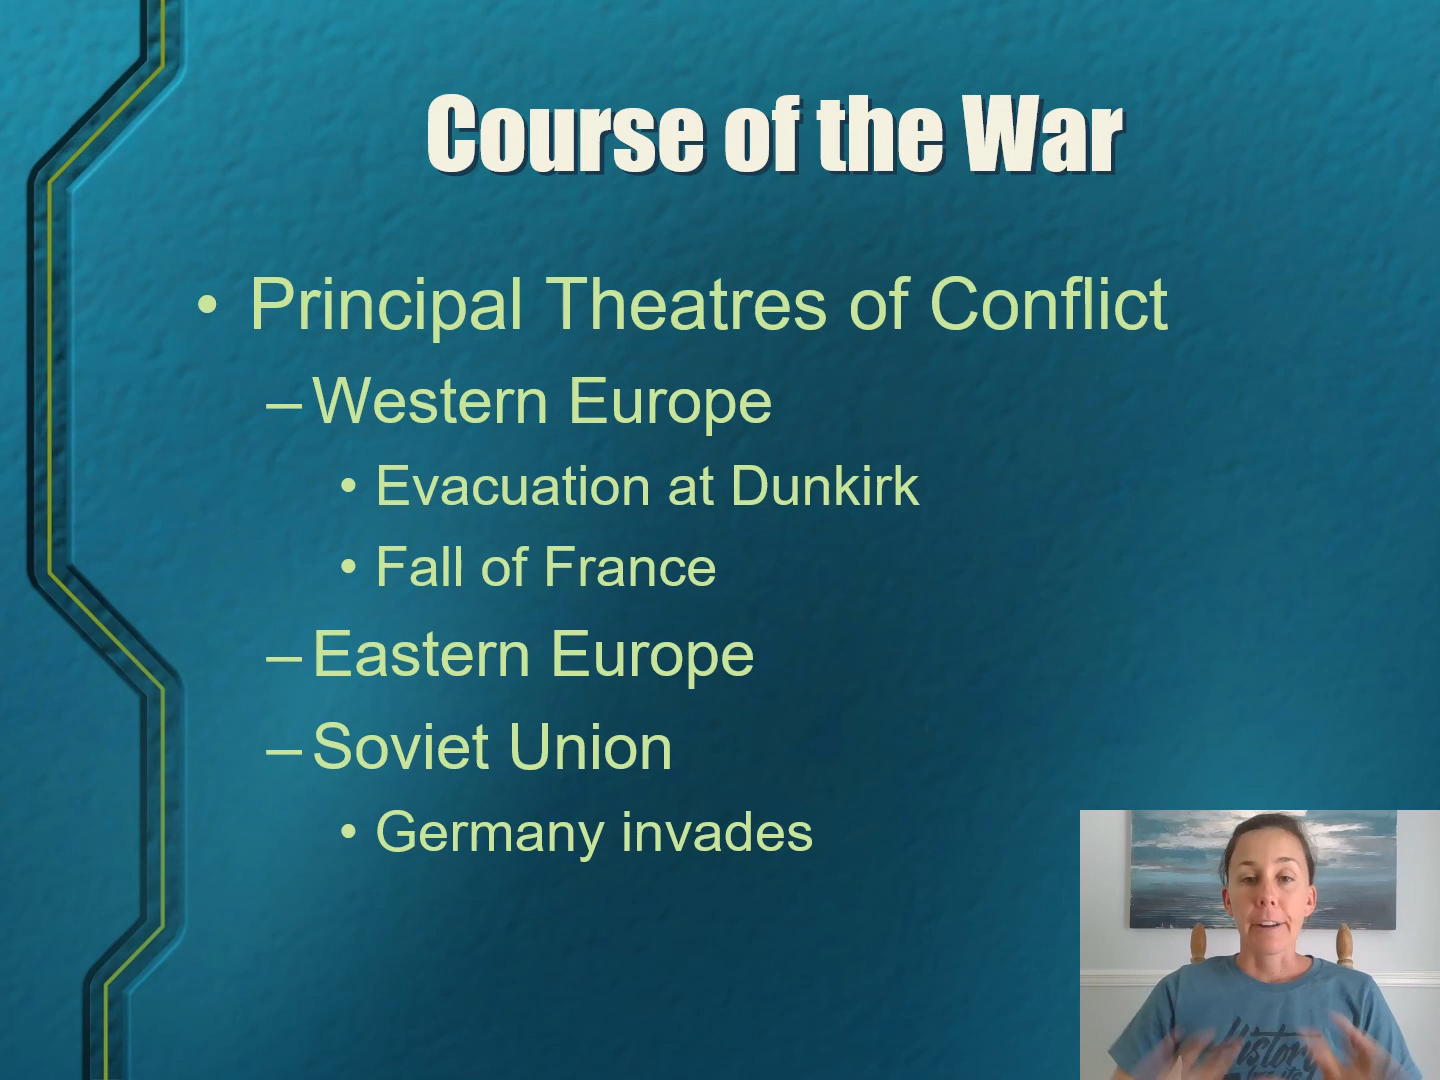 Course of the War
• Principal Theatres of Conflict
– Western Europe
• Evacuation at Dunkirk
• Fall of France
– Eastern Europe
– Soviet Union
• Germany invades
History